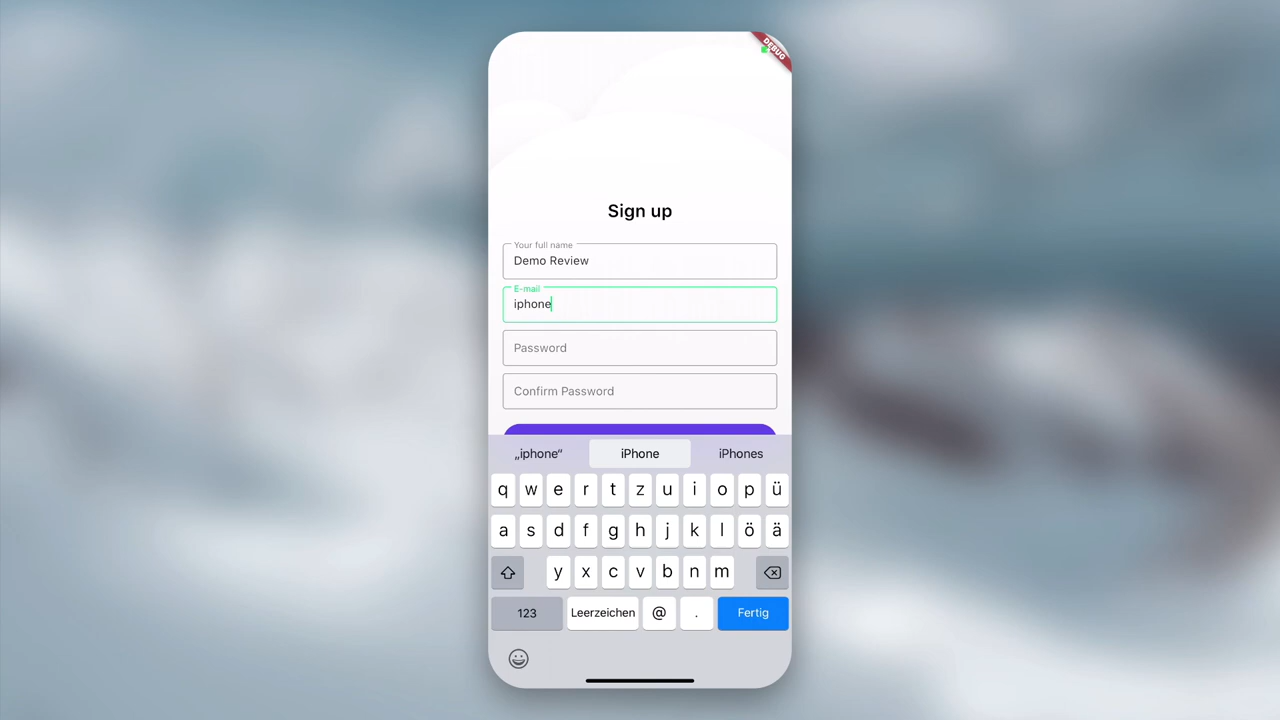 DEBUG
Sign up
Your full name
Demo Review
E-mail
iphone
Password
Confirm Password
„iphone“ iPhone iPhones
q w e r t z u i o p ü
a s d f g h j k l ö ä
y x c v b n m
123 Leerzeichen @ . Fertig